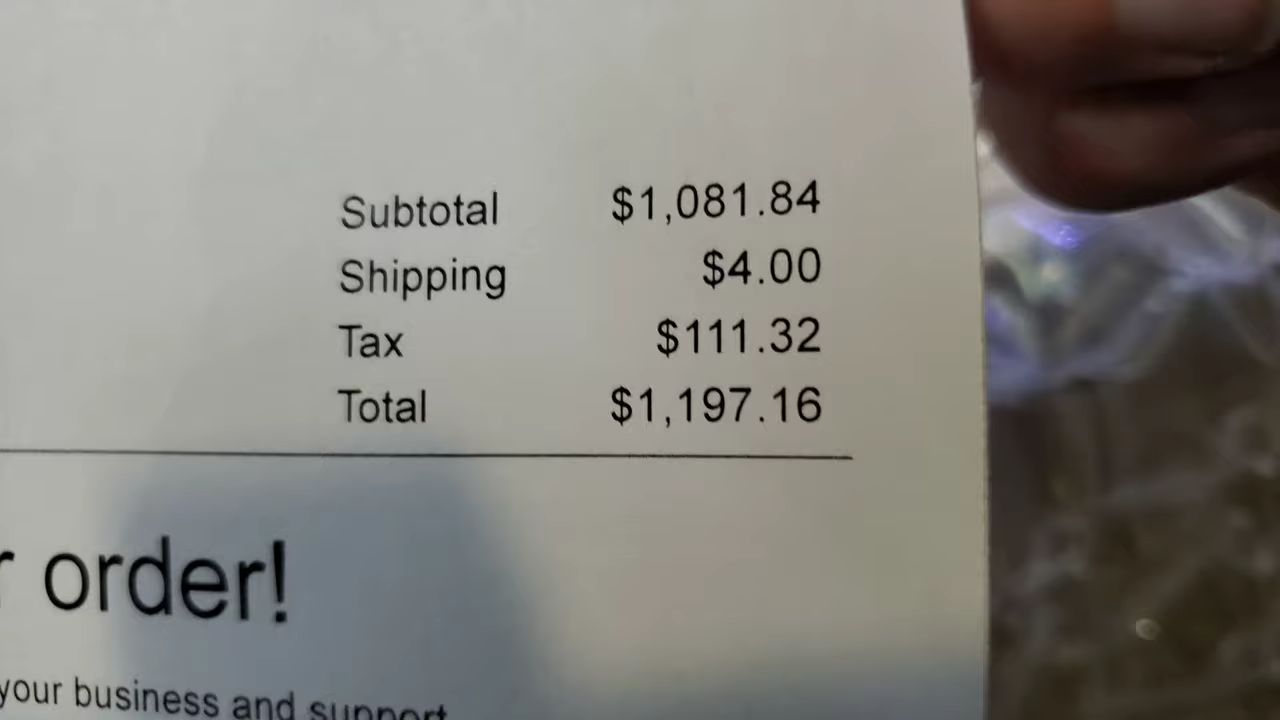 Subtotal $1,081.84
Shipping $4.00
Tax $111.32
Total $1,197.16
r order!
your business and support